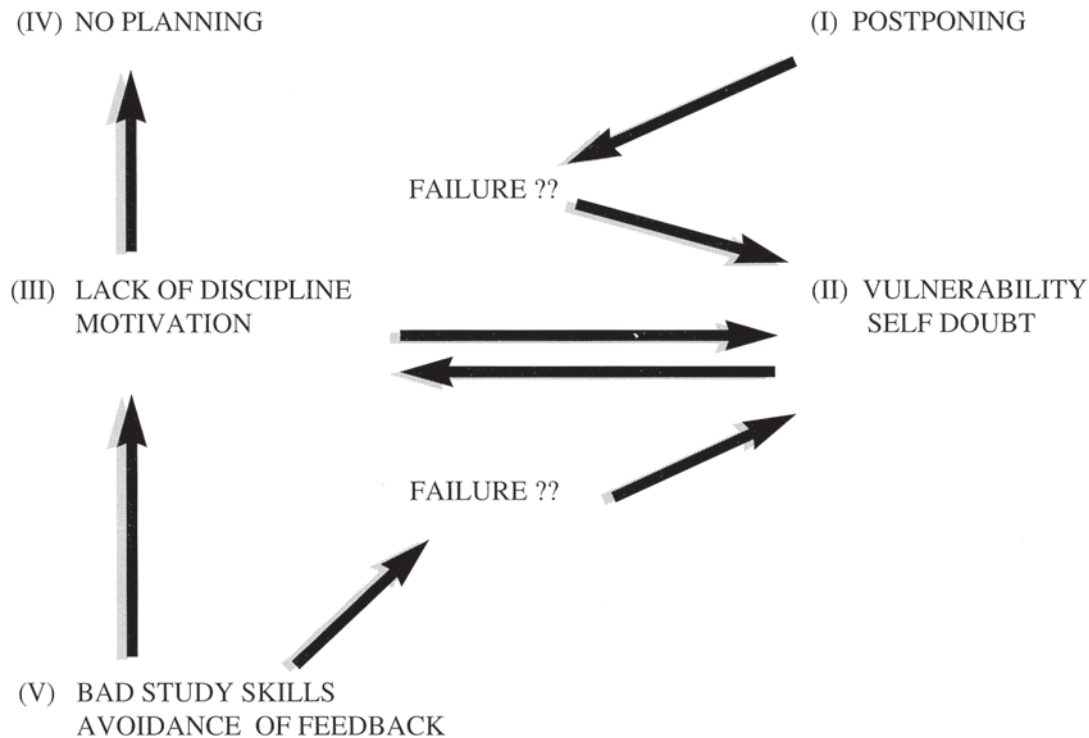 (IV) NO PLANNING
(I) POSTPONING
FAILURE ??
(III) LACK OF DISCIPLINE
MOTIVATION
(II) VULNERABILITY
SELF DOUBT
FAILURE ??
(V) BAD STUDY SKILLS
AVOIDANCE OF FEEDBACK